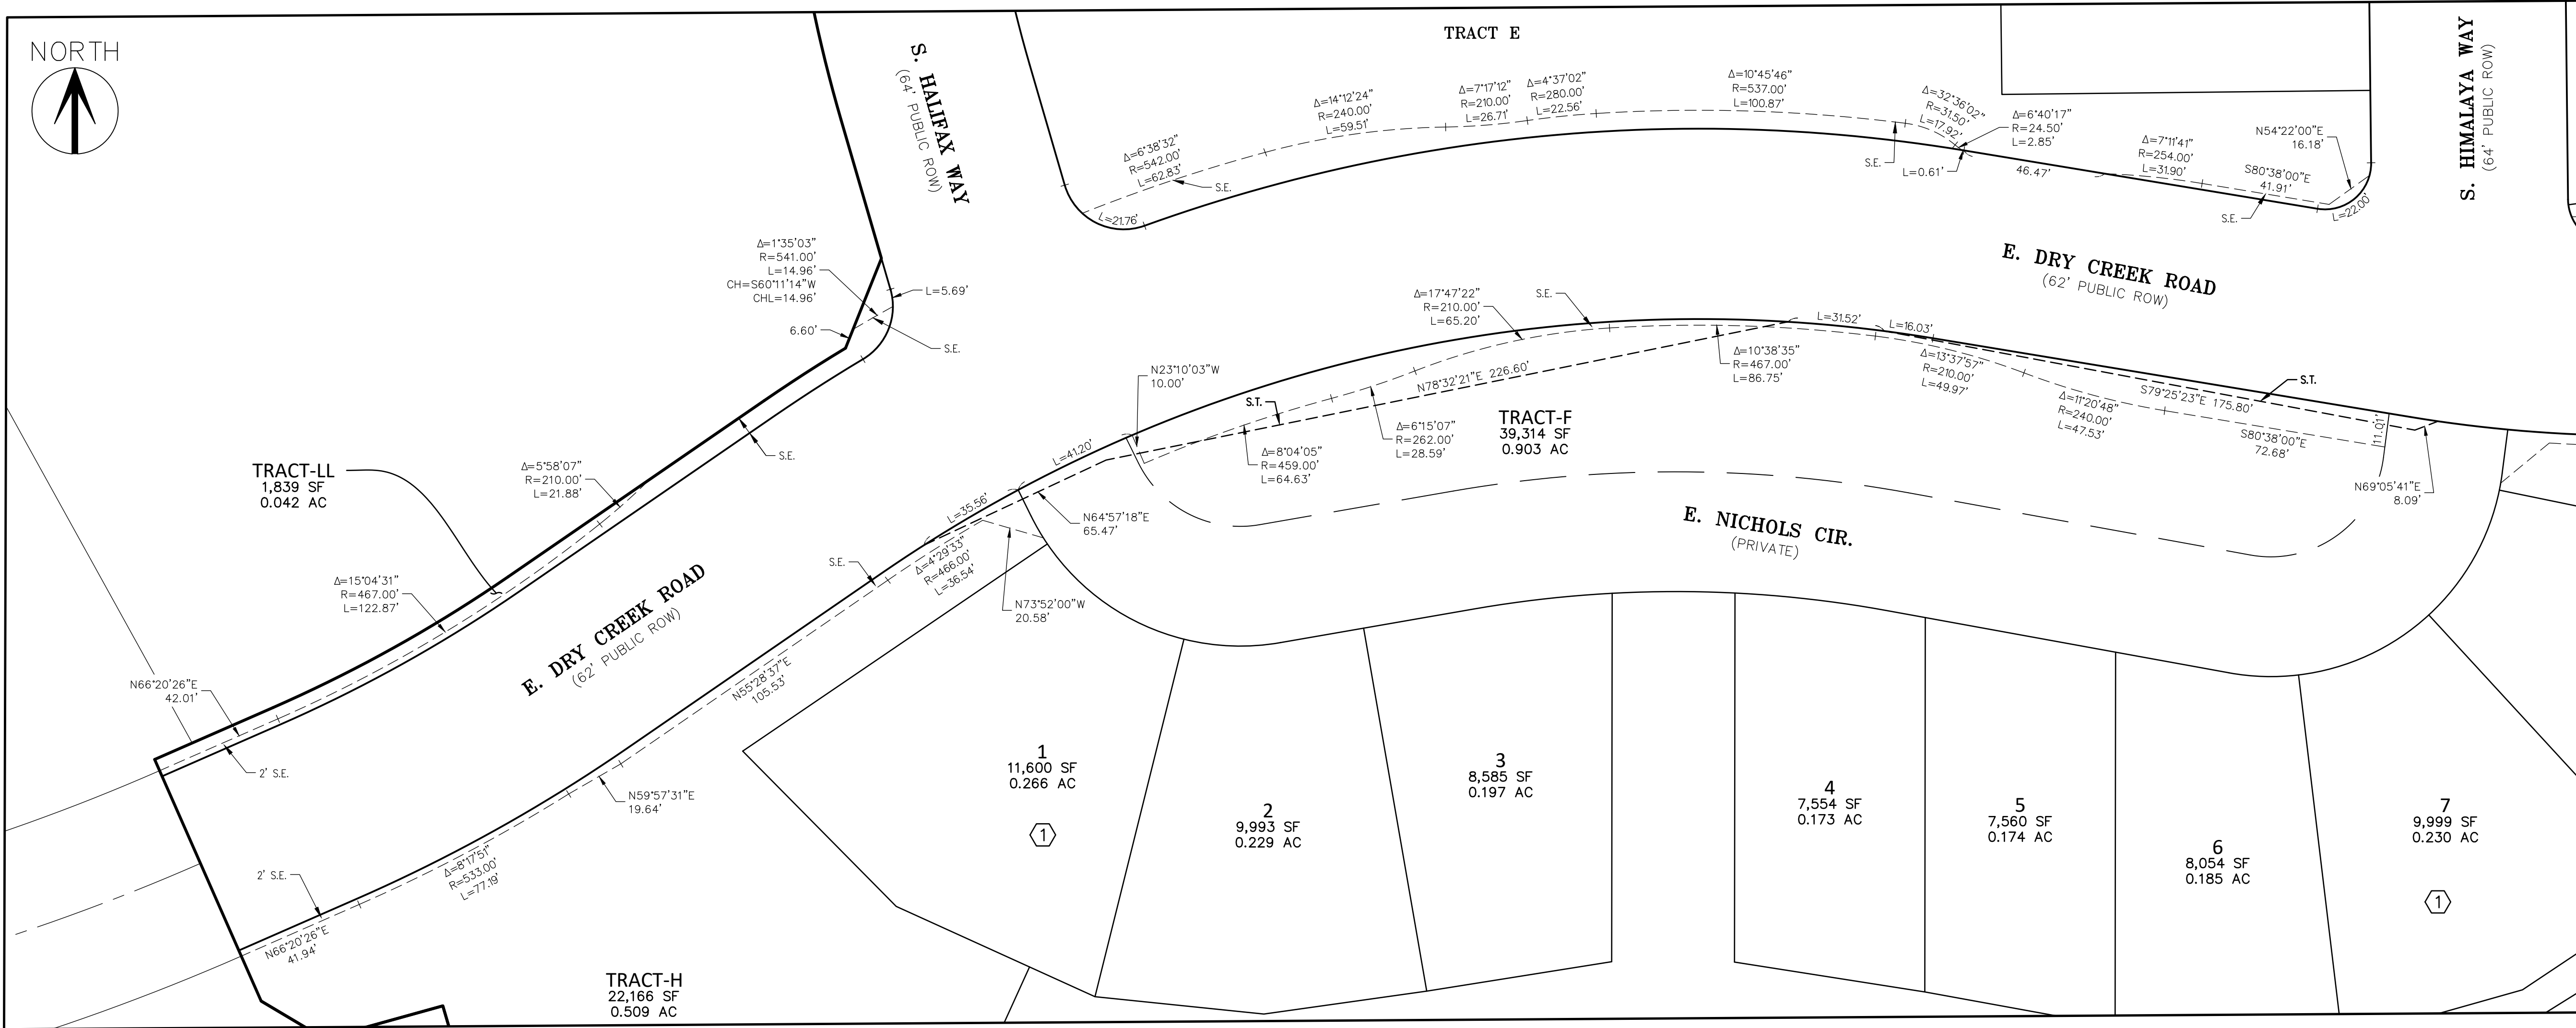 NORTH
S. HALIFAX WAY
(64' PUBLIC ROW)
TRACT E
Δ=6°38'32"
R=542.00'
L=62.83'
S.E.
L=21.76'
Δ=14°12'24"
R=240.00'
L=59.51'
Δ=7°17'12"
R=210.00'
L=26.71'
Δ=4°37'02"
R=280.00'
L=22.56'
Δ=10°45'46"
R=537.00'
L=100.87'
Δ=32°36'02"
R=31.50'
L=17.92'
S.E.
Δ=6°40'17"
R=24.50'
L=2.85'
L=0.61'
46.47'
Δ=7°11'41"
R=254.00'
L=31.90'
S80°38'00"E
41.91'
S.E.
N54°22'00"E
16.18'
L=22.00'
S. HIMALAYA WAY
(64' PUBLIC ROW)
E. DRY CREEK ROAD
(62' PUBLIC ROW)
Δ=1°35'03"
R=541.00'
L=14.96'
CH=S60°11'14"W
CHL=14.96'
L=5.69'
6.60'
S.E.
S.E.
TRACT-LL
1,839 SF
0.042 AC
Δ=5°58'07"
R=210.00'
L=21.88'
Δ=15°04'31"
R=467.00'
L=122.87'
N66°20'26"E
42.01'
2' S.E.
E. DRY CREEK ROAD
(62' PUBLIC ROW)
S.E.
L=35.56'
L=41.20'
Δ=4°29'33"
R=466.00'
L=36.54'
N73°52'00"W
20.58'
N64°57'18"E
65.47'
N23°10'03"W
10.00'
S.T.
N78°32'21"E 226.60'
Δ=17°47'22"
R=210.00'
L=65.20'
S.E.
Δ=8°04'05"
R=459.00'
L=64.63'
Δ=6°15'07"
R=262.00'
L=28.59'
TRACT-F
39,314 SF
0.903 AC
Δ=10°38'35"
R=467.00'
L=86.75'
L=31.52'
L=16.03'
Δ=13°37'57"
R=210.00'
L=49.97'
Δ=11°20'48"
R=240.00'
L=47.53'
S79°25'23"E 175.80'
S.T.
S80°38'00"E
72.68'
11.01'
N69°05'41"E
8.09'
E. NICHOLS CIR.
(PRIVATE)
N55°28'37"E
105.53'
N59°57'31"E
19.64'
Δ=8°17'51"
R=533.00'
L=77.19'
2' S.E.
N66°20'26"E
41.94'
TRACT-H
22,166 SF
0.509 AC
1
11,600 SF
0.266 AC
1
2
9,993 SF
0.229 AC
3
8,585 SF
0.197 AC
4
7,554 SF
0.173 AC
5
7,560 SF
0.174 AC
6
8,054 SF
0.185 AC
7
9,999 SF
0.230 AC
1